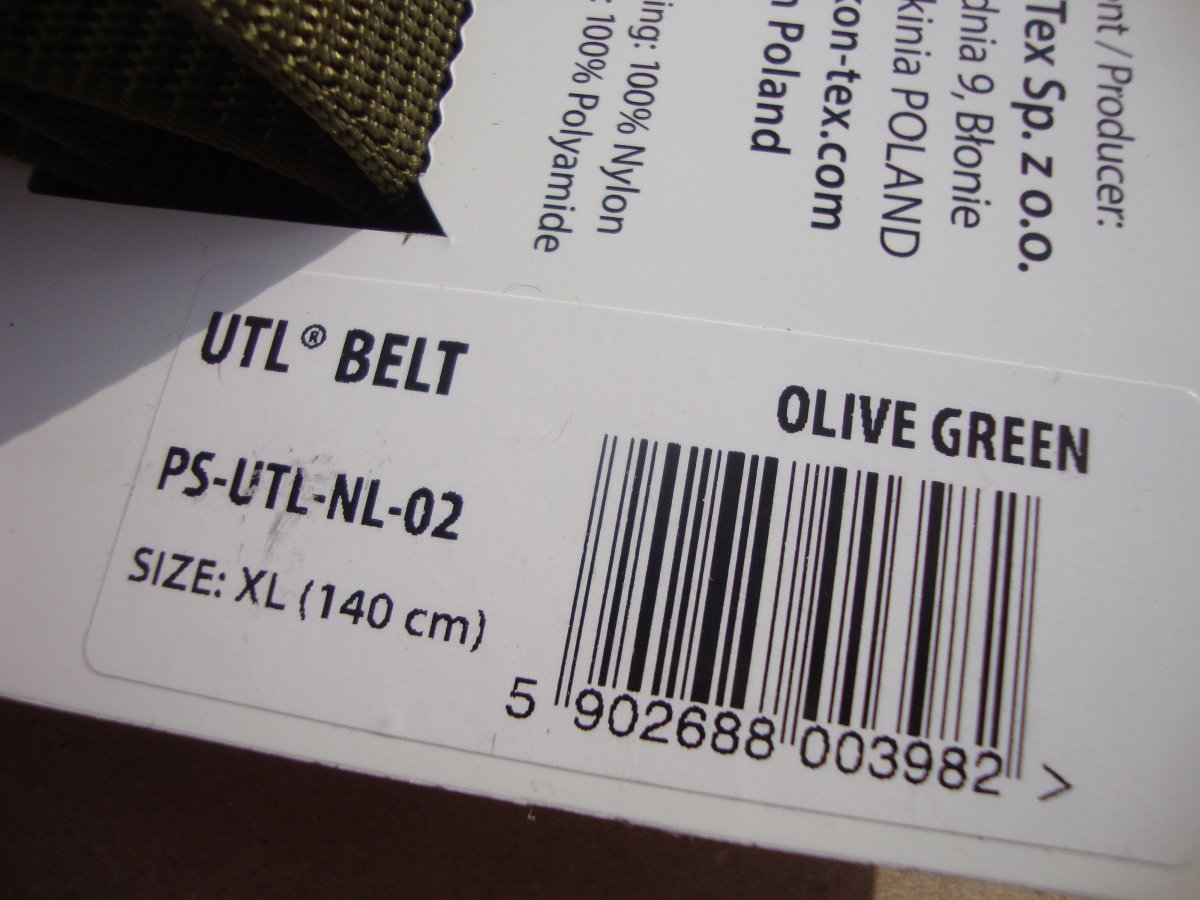 nt / Producer:
Tex Sp. z o.o.
dnia 9, Błonie
kinia POLAND
kon-tex.com
n Poland
ing: 100% Nylon
: 100% Polyamide
UTL® BELT
OLIVE GREEN
PS-UTL-NL-02
SIZE: XL (140 cm)
5 902688 003982 >